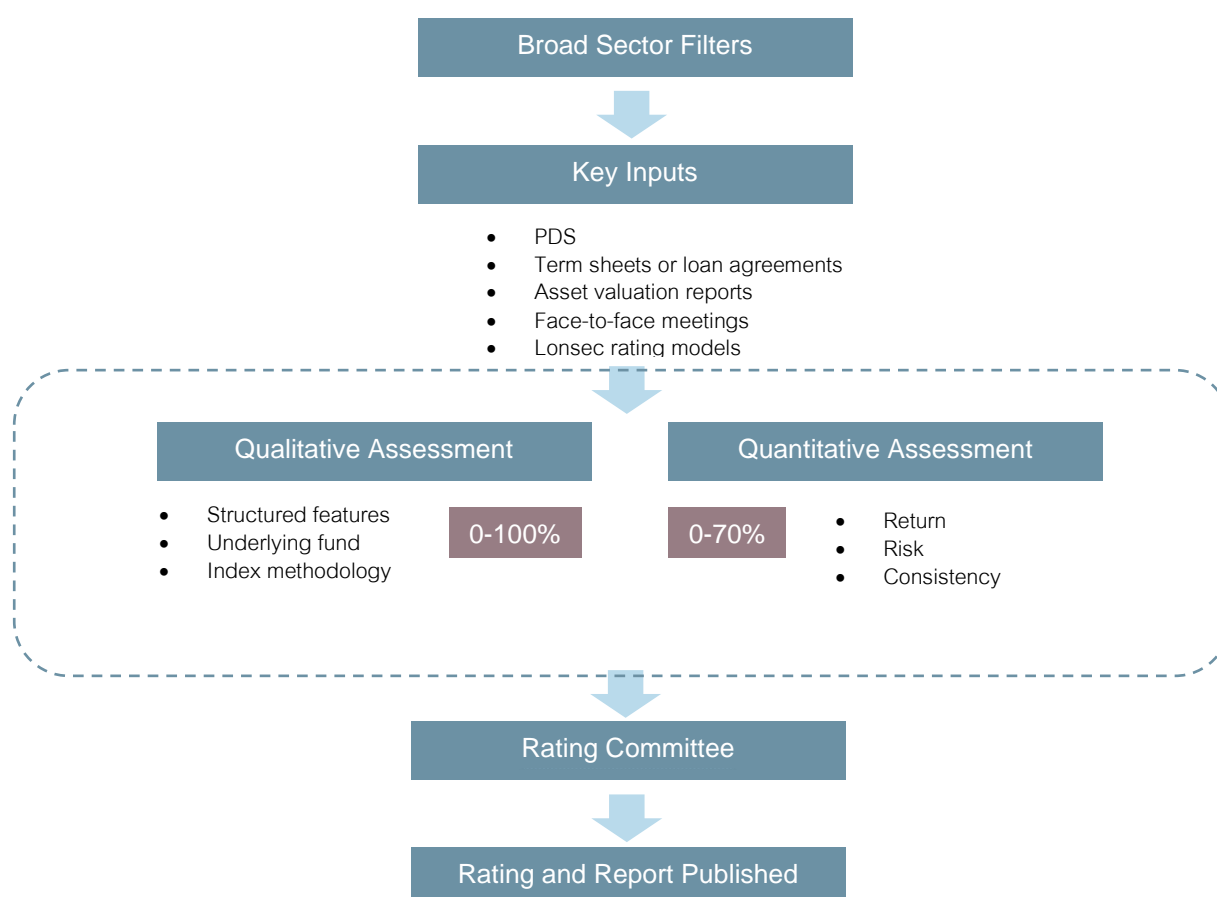 Broad Sector Filters
Key Inputs
• PDS
• Term sheets or loan agreements
• Asset valuation reports
• Face-to-face meetings
• Lonsec rating models
Qualitative Assessment
• Structured features
• Underlying fund
• Index methodology
0-100%
Quantitative Assessment
0-70%
• Return
• Risk
• Consistency
Rating Committee
Rating and Report Published